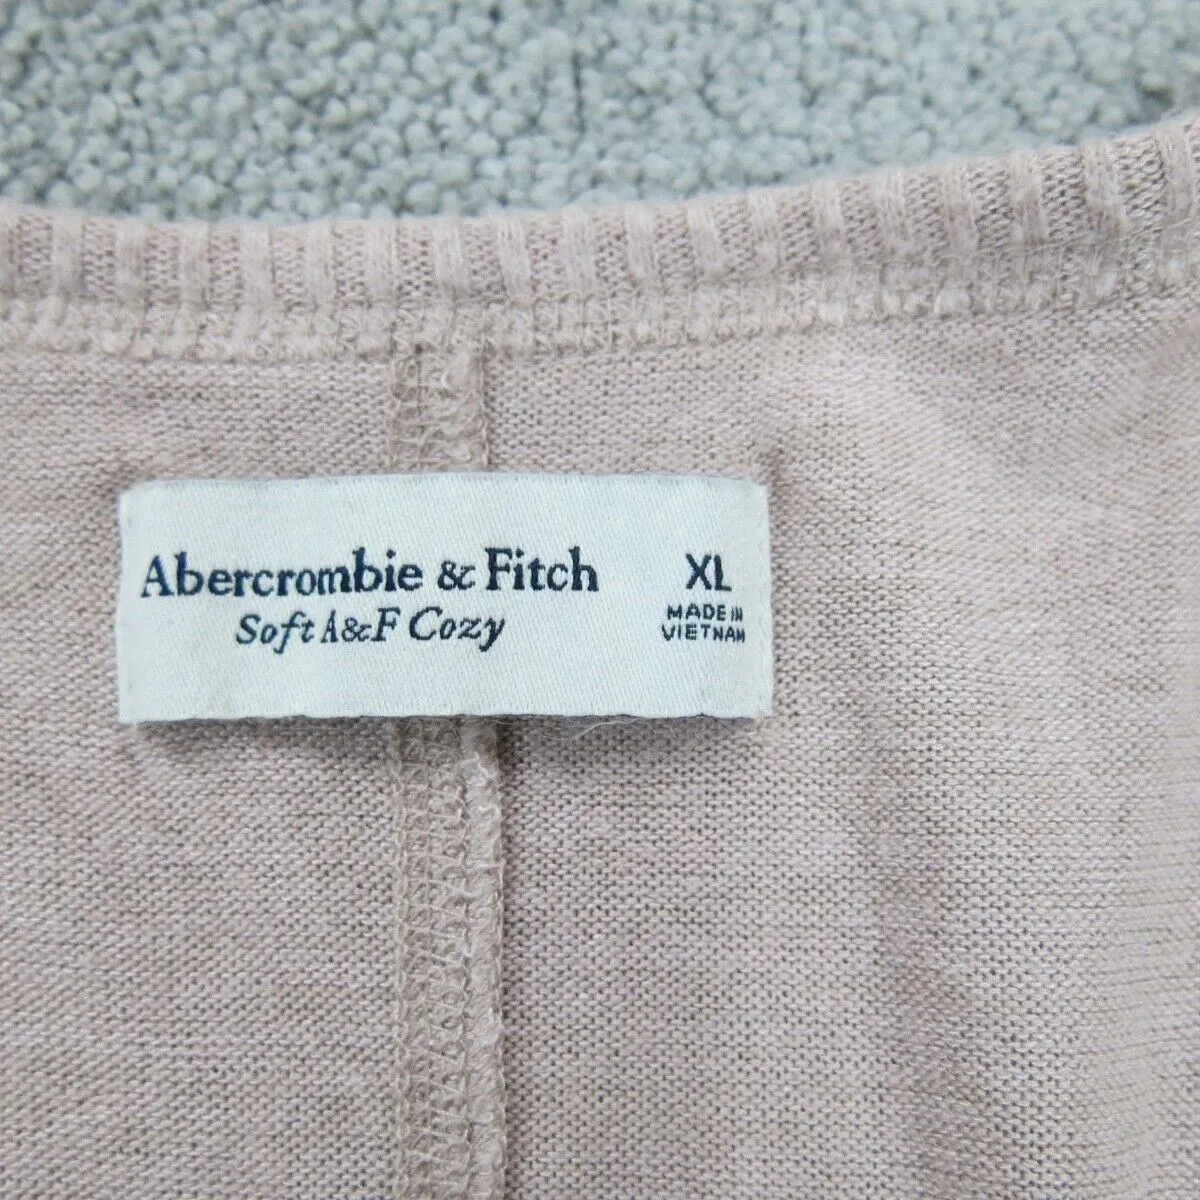 Abercrombie & Fitch
Soft A&F Cozy
XL
MADE IN
VIETNAM